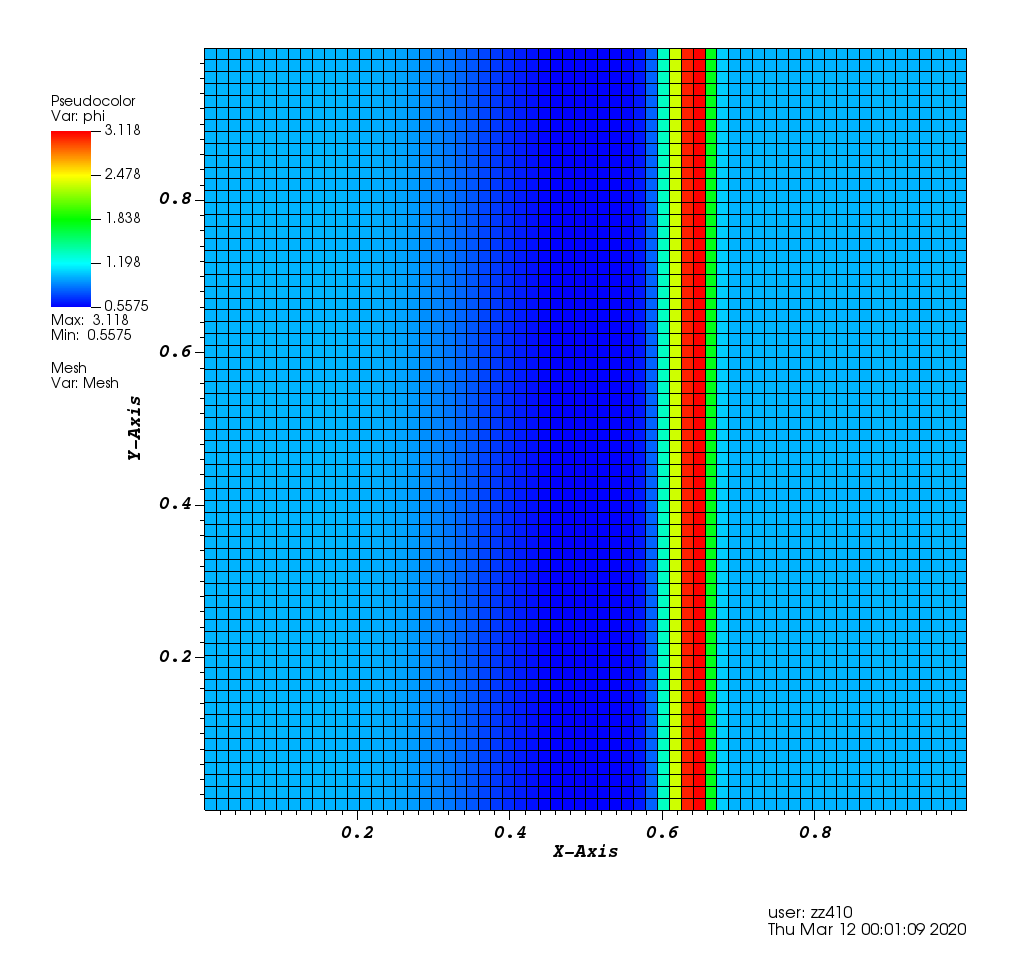 Pseudocolor
Var: phi
3.118
2.478
1.838
1.198
0.5575
Max: 3.118
Min: 0.5575
Mesh
Var: Mesh
Y-Axis
0.8
0.6
0.4
0.2
0.2 0.4 0.6 0.8
X-Axis
user: zz410
Thu Mar 12 00:01:09 2020